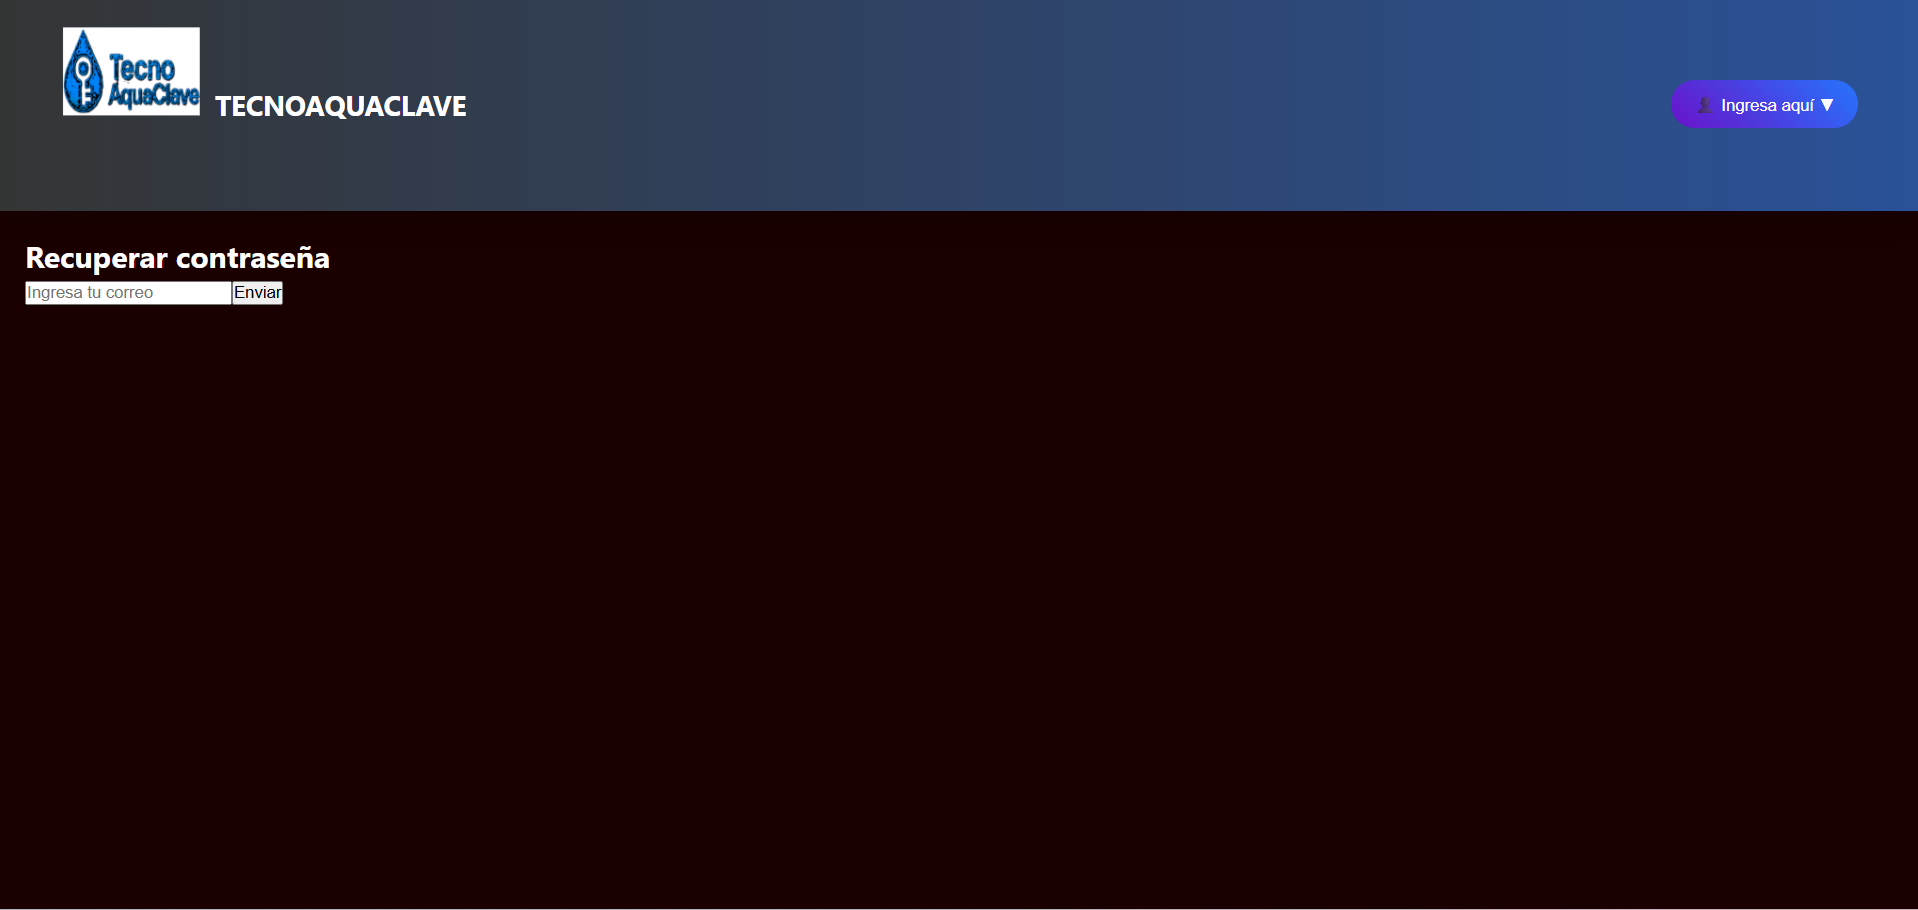 Tecno
AquaClave
TECNOAQUACLAVE
Ingresa aquí ▼
Recuperar contraseña
Ingresa tu correo
Enviar